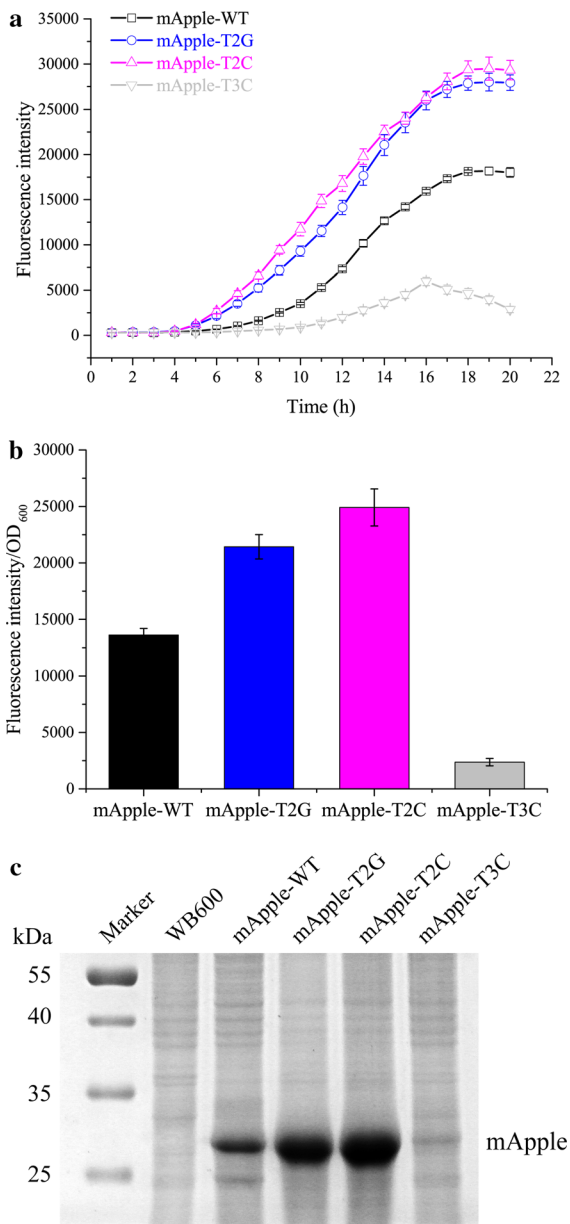 a
mApple-WT
mApple-T2G
mApple-T2C
mApple-T3C
Fluorescence intensity
35000
30000
25000
20000
15000
10000
5000
0
0 2 4 6 8 10 12 14 16 18 20 22
Time (h)
b
Fluorescence intensity/OD600
30000
25000
20000
15000
10000
5000
0
mApple-WT mApple-T2G mApple-T2C mApple-T3C
c
kDa
Marker
WB600
mApple-WT
mApple-T2G
mApple-T2C
mApple-T3C
55
40
35
25
mApple